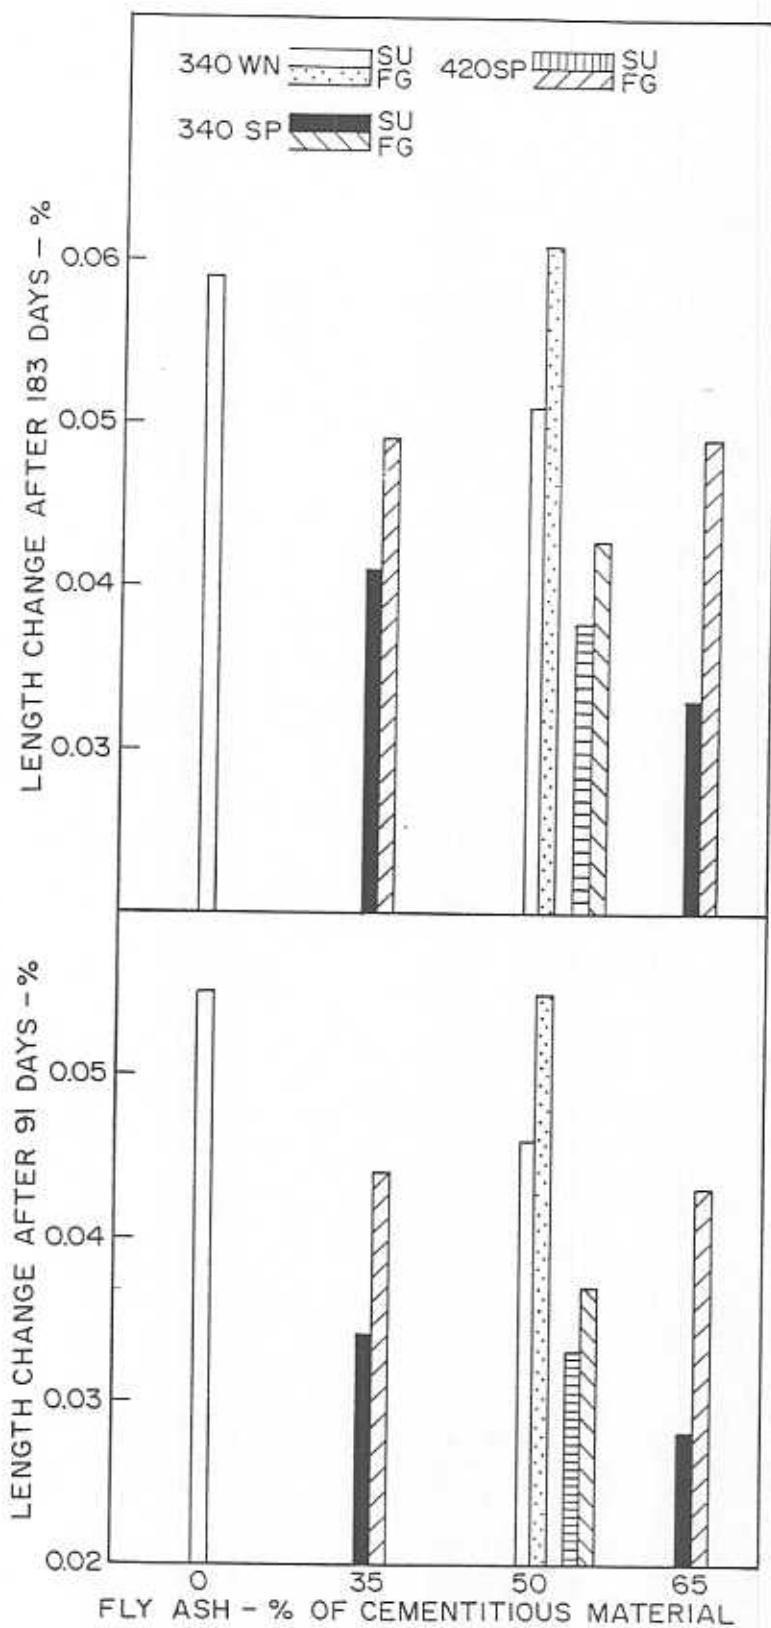 340 WN SU
FG
420SP SU
FG
340 SP SU
FG
LENGTH CHANGE AFTER 183 DAYS – %
0.06
0.05
0.04
0.03
LENGTH CHANGE AFTER 91 DAYS – %
0.05
0.04
0.03
0.02
0 35 50 65
FLY ASH – % OF CEMENTITIOUS MATERIAL